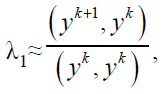 λ₁≈(y^{k+1}, y^k)/(y^k, y^k),